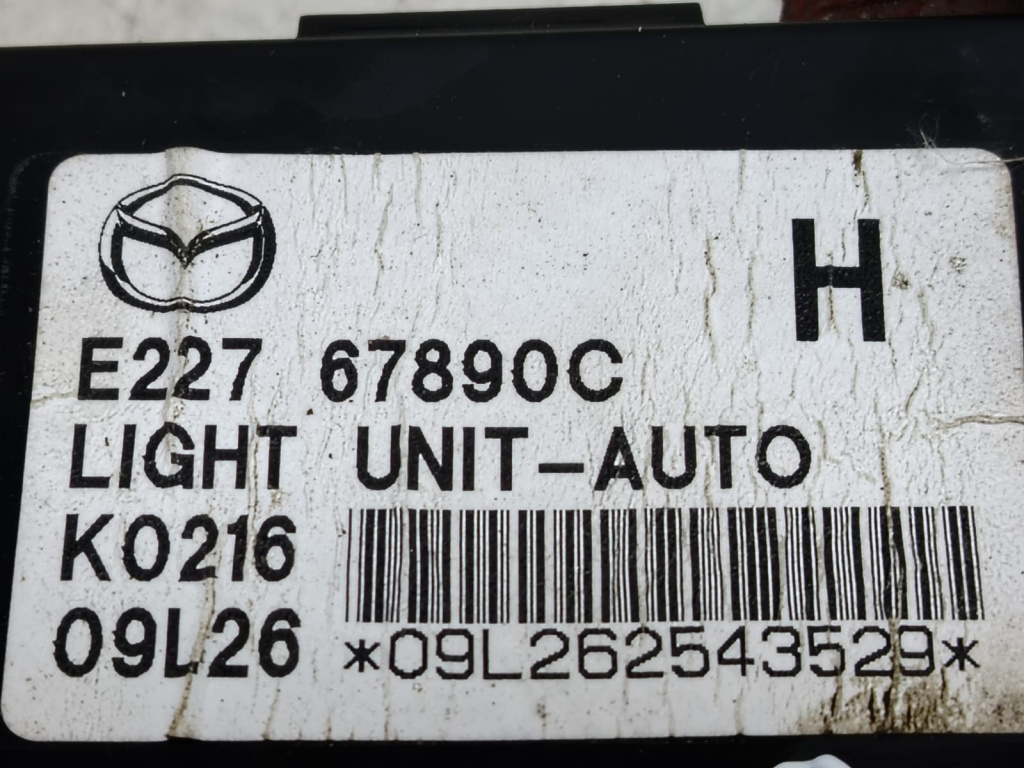 H
E227 67890C
LIGHT UNIT-AUTO
K0216
09L26
*09L262543529*